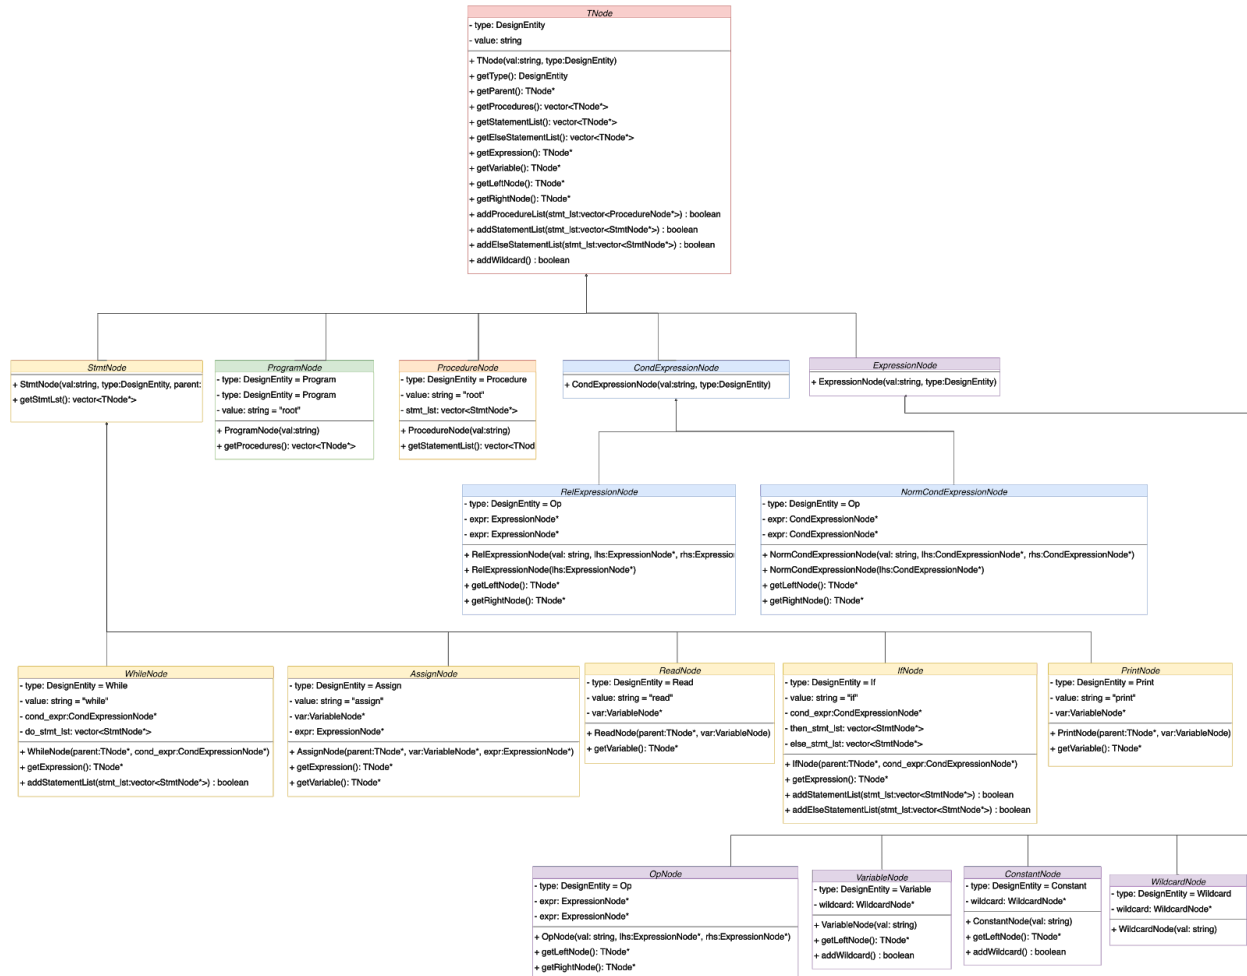 TNode
- type: DesignEntity
- value: string
+ TNode(val:string, type:DesignEntity)
+ getType(): DesignEntity
+ getParent(): TNode*
+ getProcedures(): vector<TNode*>
+ getStatementList(): vector<TNode*>
+ getElseStatementList(): vector<TNode*>
+ getExpression(): TNode*
+ getVariable(): TNode*
+ getLeftNode(): TNode*
+ getRightNode(): TNode*
+ addProcedureList(stmt_lst:vector<ProcedureNode*>) : boolean
+ addStatementList(stmt_lst:vector<StmtNode*>) : boolean
+ addElseStatementList(stmt_lst:vector<StmtNode*>) : boolean
+ addWildcard() : boolean
StmtNode
+ StmtNode(val:string, type:DesignEntity, parent:
+ getStmtLst(): vector<TNode*>
ProgramNode
- type: DesignEntity = Program
- type: DesignEntity = Program
- value: string = "root"
+ ProgramNode(val:string)
+ getProcedures(): vector<TNode*>
ProcedureNode
- type: DesignEntity = Procedure
- value: string = "root"
- stmt_lst: vector<StmtNode*>
+ ProcedureNode(val:string)
+ getStatementList(): vector<TNod
CondExpressionNode
+ CondExpressionNode(val:string, type:DesignEntity)
ExpressionNode
+ ExpressionNode(val:string, type:DesignEntity)
RelExpressionNode
- type: DesignEntity = Op
- expr: ExpressionNode*
- expr: ExpressionNode*
+ RelExpressionNode(val: string, lhs:ExpressionNode*, rhs:Expressio
+ RelExpressionNode(lhs:ExpressionNode*)
+ getLeftNode(): TNode*
+ getRightNode(): TNode*
NormCondExpressionNode
- type: DesignEntity = Op
- expr: CondExpressionNode*
- expr: CondExpressionNode*
+ NormCondExpressionNode(val: string, lhs:CondExpressionNode*, rhs:CondExpressionNode*)
+ NormCondExpressionNode(lhs:CondExpressionNode*)
+ getLeftNode(): TNode*
+ getRightNode(): TNode*
WhileNode
- type: DesignEntity = While
- value: string = "while"
- cond_expr:CondExpressionNode*
- do_stmt_lst: vector<StmtNode*>
+ WhileNode(parent:TNode*, cond_expr:CondExpressionNode*)
+ getExpression(): TNode*
+ addStatementList(stmt_lst:vector<StmtNode*>) : boolean
AssignNode
- type: DesignEntity = Assign
- value: string = "assign"
- var:VariableNode*
- expr: ExpressionNode*
+ AssignNode(parent:TNode*, var:VariableNode*, expr:ExpressionNode*)
+ getExpression(): TNode*
+ getVariable(): TNode*
ReadNode
- type: DesignEntity = Read
- value: string = "read"
- var:VariableNode*
+ ReadNode(parent:TNode*, var:VariableNode)
+ getVariable(): TNode*
IfNode
- type: DesignEntity = If
- value: string = "if"
- cond_expr:CondExpressionNode*
- then_stmt_lst: vector<StmtNode*>
- else_stmt_lst: vector<StmtNode*>
+ IfNode(parent:TNode*, cond_expr:CondExpressionNode*)
+ getExpression(): TNode*
+ addStatementList(stmt_lst:vector<StmtNode*>) : boolean
+ addElseStatementList(stmt_lst:vector<StmtNode*>) : boolean
PrintNode
- type: DesignEntity = Print
- value: string = "print"
- var:VariableNode*
+ PrintNode(parent:TNode*, var:VariableNode)
+ getVariable(): TNode*
OpNode
- type: DesignEntity = Op
- expr: ExpressionNode*
- expr: ExpressionNode*
+ OpNode(val: string, lhs:ExpressionNode*, rhs:ExpressionNode*)
+ getLeftNode(): TNode*
+ getRightNode(): TNode*
VariableNode
- type: DesignEntity = Variable
- wildcard: WildcardNode*
+ VariableNode(val: string)
+ getLeftNode(): TNode*
+ addWildcard() : boolean
ConstantNode
- type: DesignEntity = Constant
- wildcard: WildcardNode*
+ ConstantNode(val: string)
+ getLeftNode(): TNode*
+ addWildcard() : boolean
WildcardNode
- type: DesignEntity = Wildcard
- wildcard: WildcardNode*
+ WildcardNode(val: string)